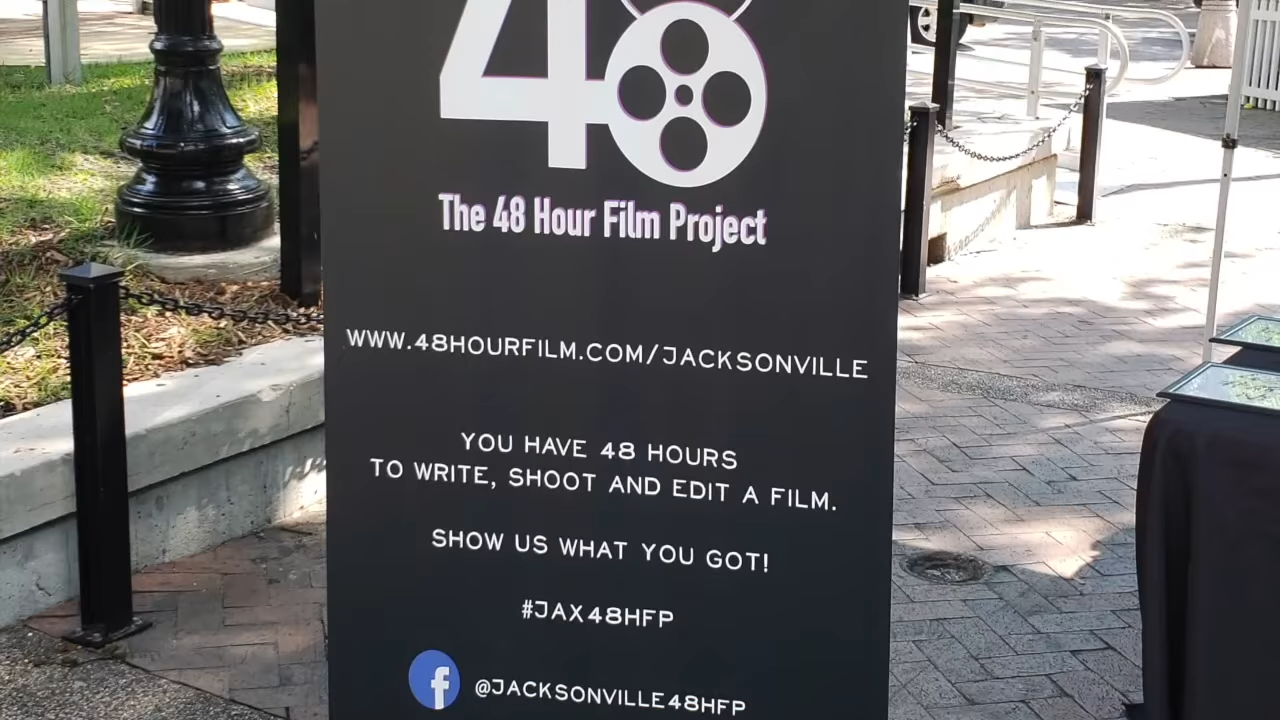 48
The 48 Hour Film Project
WWW.48HOURFILM.COM/JACKSONVILLE
YOU HAVE 48 HOURS
TO WRITE, SHOOT AND EDIT A FILM.
SHOW US WHAT YOU GOT!
#JAX48HFP
f @JACKSONVILLE48HFP